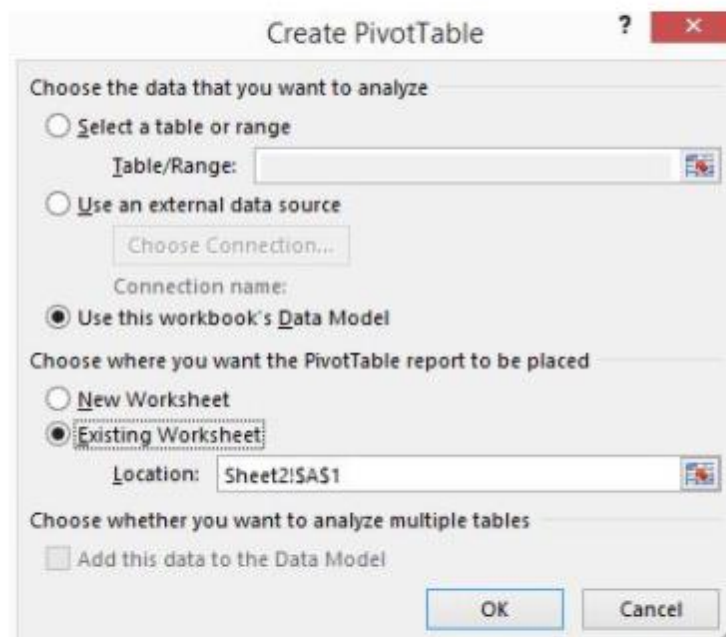 Create PivotTable
?
Choose the data that you want to analyze
Select a table or range
Table/Range:
Use an external data source
Choose Connection...
Connection name:
Use this workbook's Data Model
Choose where you want the PivotTable report to be placed
New Worksheet
Existing Worksheet
Location: Sheet2!$A$1
Choose whether you want to analyze multiple tables
Add this data to the Data Model
OK Cancel